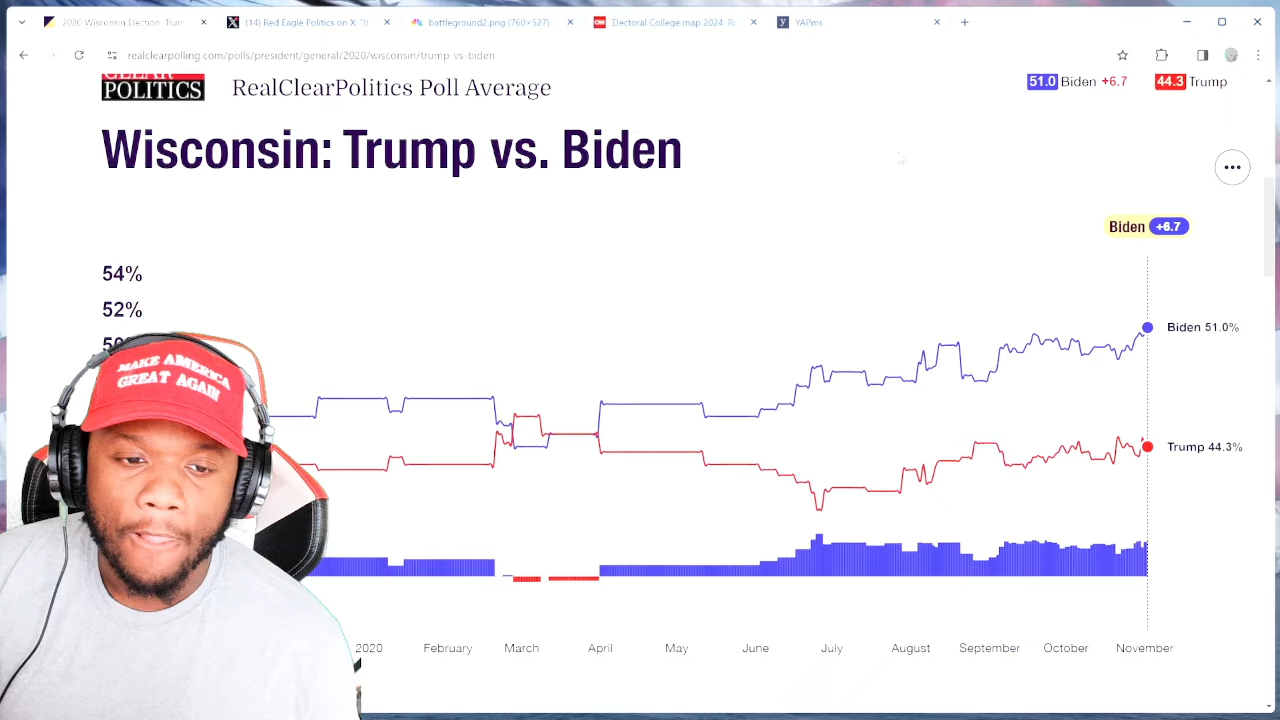 2020 Wisconsin Election: Trum
(14) Red Eagle Politics on X: "I
battleground2.png (760×527)
CNN
Electoral College map 2024: Ro
YAPms
realclearpolling.com/polls/president/general/2020/wisconsin/trump-vs-biden
CLEAR
POLITICS
RealClearPolitics Poll Average
51.0 Biden +6.7
44.3 Trump
Wisconsin: Trump vs. Biden
Biden +6.7
54%
52%
Biden 51.0%
MAKE AMERICA
GREAT AGAIN
Trump 44.3%
2020 February March April May June July August September October November